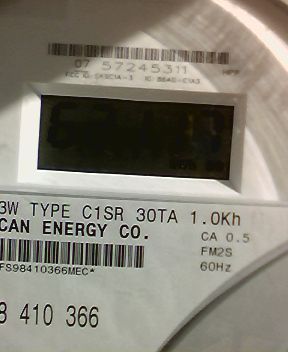 07 57245311
3W TYPE C1SR 30TA 1.0Kh
CAN ENERGY CO.
CA 0.5
FM2S
60Hz
FS98410366MEC*
8 410 366